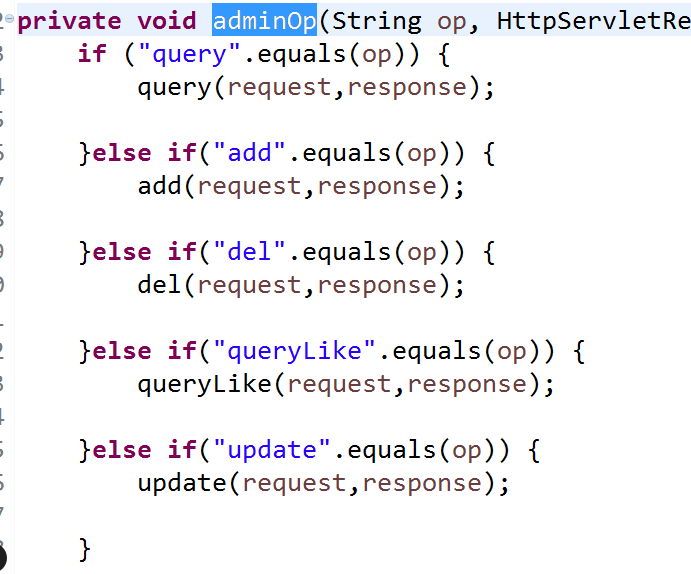 private void adminOp(String op, HttpServletRe
if ("query".equals(op)) {
query(request,response);
}else if("add".equals(op)) {
add(request,response);
}else if("del".equals(op)) {
del(request,response);
}else if("queryLike".equals(op)) {
queryLike(request,response);
}else if("update".equals(op)) {
update(request,response);
}